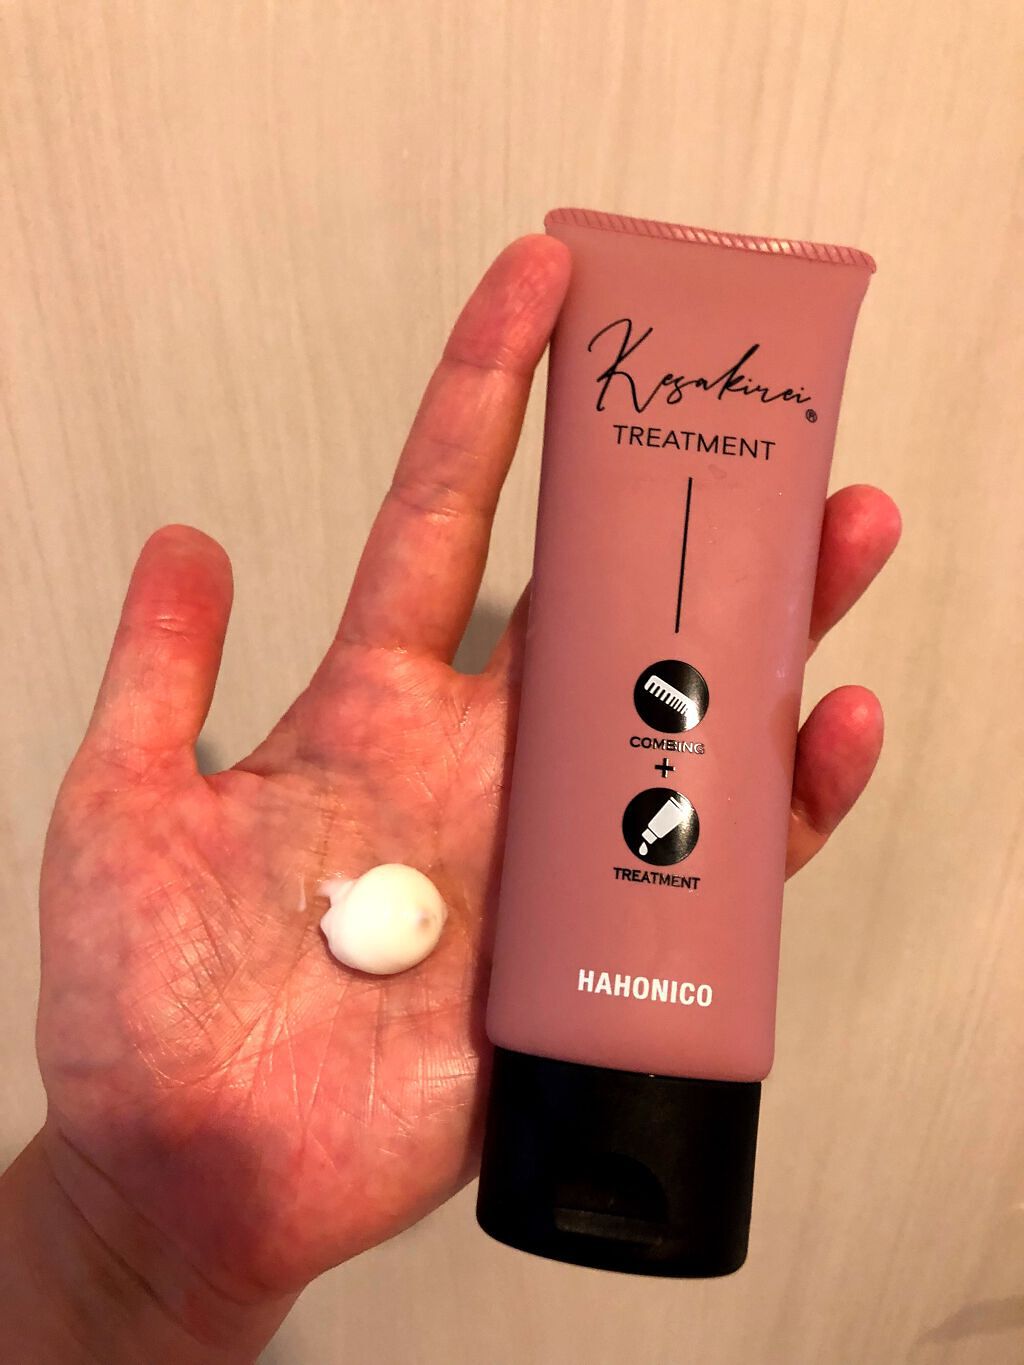 Kesakirei®
TREATMENT
COMBING
+
TREATMENT
HAHONICO